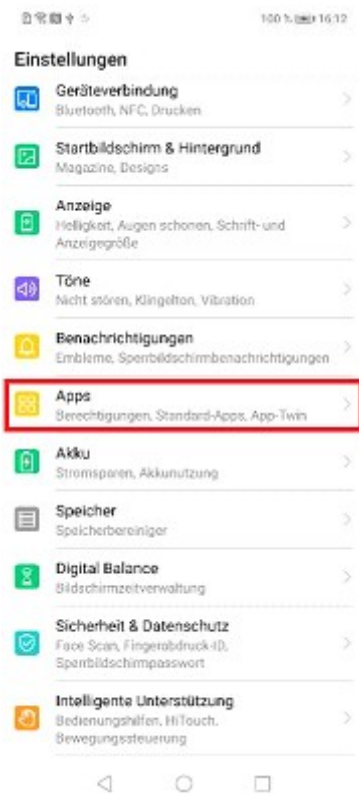 100 % 16:12
Einstellungen
Geräteverbindung
Bluetooth, NFC, Drucken
Startbildschirm & Hintergrund
Magazine, Designs
Anzeige
Helligkeit, Augen schonen, Schrift- und
Anzeigegröße
Töne
Nicht stören, Klingelton, Vibration
Benachrichtigungen
Embleme, Sperrbildschirmbenachrichtigungen
Apps
Berechtigungen, Standard-Apps, App-Twin
Akku
Stromsparen, Akkunutzung
Speicher
Speicherbereiniger
Digital Balance
Bildschirmzeitverwaltung
Sicherheit & Datenschutz
Face Scan, Fingerabdruck-ID,
Sperrbildschirmpasswort
Intelligente Unterstützung
Bedienungshilfen, HiTouch,
Bewegungssteuerung